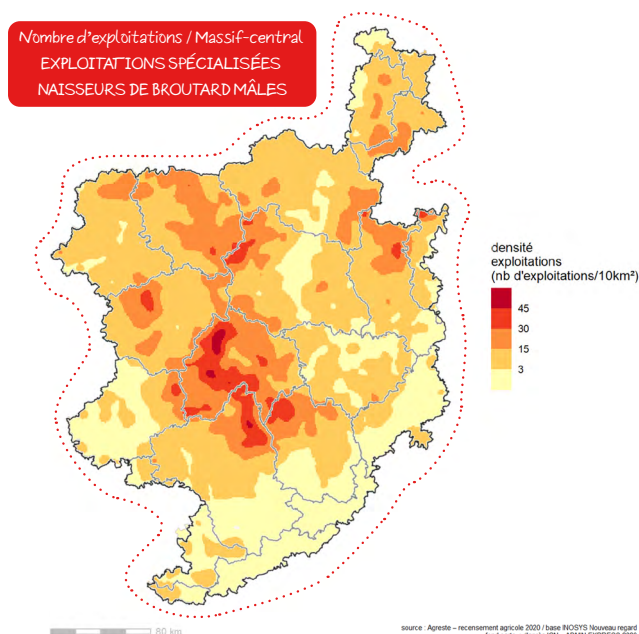 Nombre d'exploitations / Massif-central
EXPLOITATIONS SPÉCIALISÉES
NAISSEURS DE BROUTARD MÂLES
densité
exploitations
(nb d'exploitations/10km²)
45
30
15
3
80 km
source : Agreste – recensement agricole 2020 / base INOSYS Nouveau regard